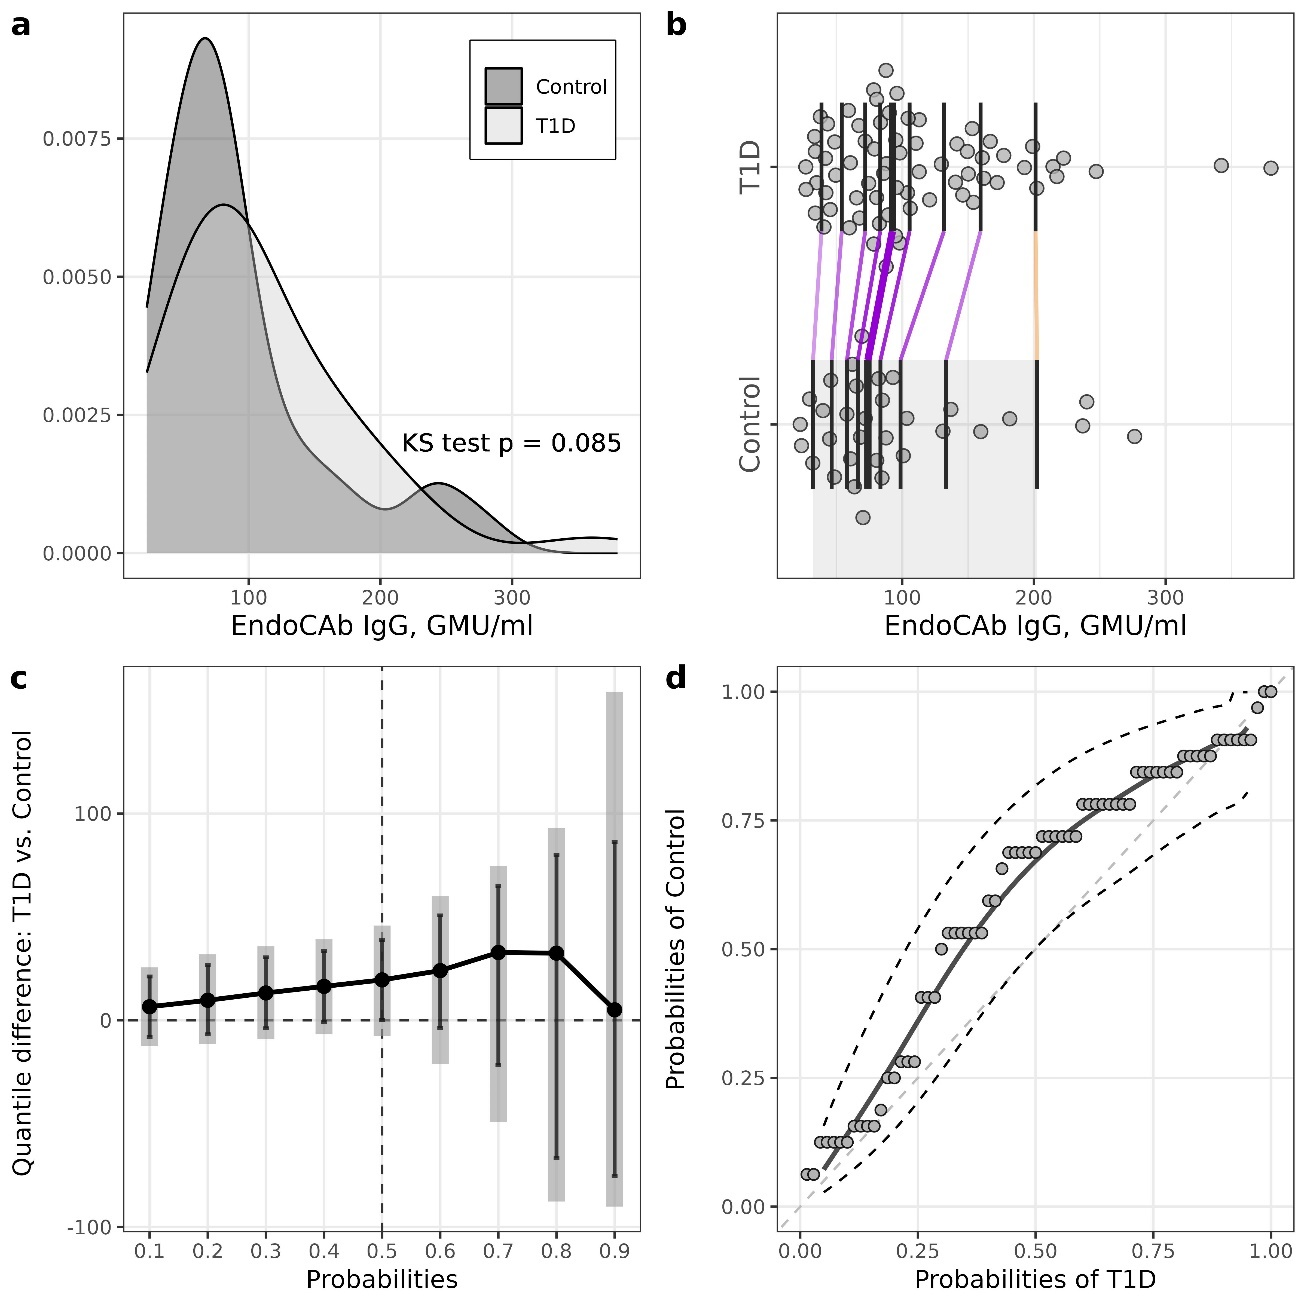 a
Control
T1D
0.0075
0.0050
0.0025
0.0000
KS test p = 0.085
100 200 300
EndoCAb IgG, GMU/ml
b
T1D
Control
100 200 300
EndoCAb IgG, GMU/ml
c
Quantile difference: T1D vs. Control
100
0
-100
0.1 0.2 0.3 0.4 0.5 0.6 0.7 0.8 0.9
Probabilities
d
Probabilities of Control
1.00
0.75
0.50
0.25
0.00
0.00 0.25 0.50 0.75 1.00
Probabilities of T1D